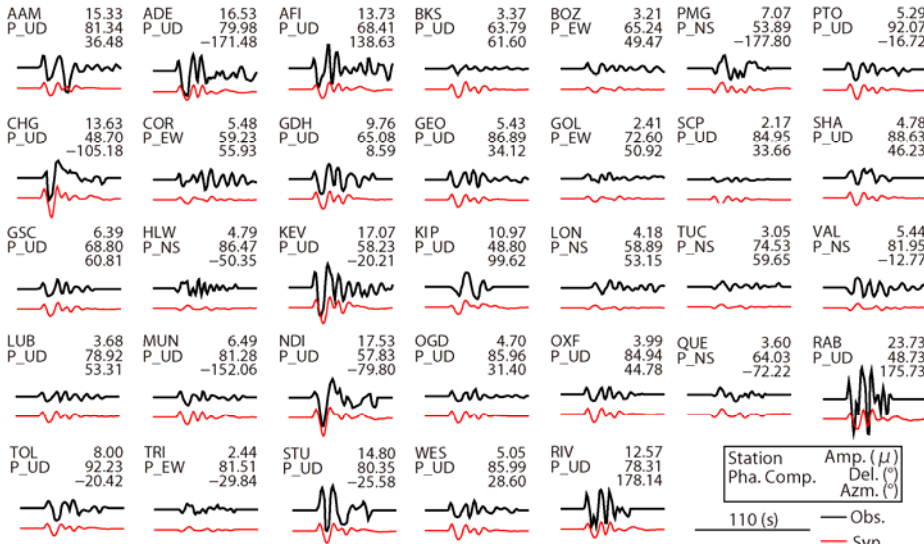 AAM 15.33
P_UD 81.34
36.48
ADE 16.53
P_UD 79.98
−171.48
AFI 13.73
P_UD 68.41
138.63
BKS 3.37
P_UD 63.79
61.60
BOZ 3.21
P_EW 65.24
49.47
PMG 7.07
P_NS 53.89
−177.80
PTO 5.29
P_UD 92.07
−16.72
CHG 13.63
P_UD 48.70
−105.18
COR 5.48
P_EW 59.23
55.93
GDH 9.76
P_UD 65.08
8.59
GEO 5.43
P_UD 86.89
34.12
GOL 2.41
P_EW 72.60
50.92
SCP 2.17
P_UD 84.95
33.66
SHA 4.78
P_UD 88.63
46.23
GSC 6.39
P_UD 68.80
60.81
HLW 4.79
P_NS 86.47
−50.35
KEV 17.07
P_UD 58.23
−20.21
KIP 10.97
P_UD 48.80
99.62
LON 4.18
P_NS 58.89
53.15
TUC 3.05
P_NS 74.53
59.65
VAL 5.44
P_NS 81.95
−12.77
LUB 3.68
P_UD 78.92
53.31
MUN 6.49
P_UD 81.28
−152.06
NDI 17.53
P_UD 57.83
−79.80
OGD 4.70
P_UD 85.96
31.40
OXF 3.99
P_UD 84.94
44.78
QUE 3.60
P_NS 64.03
−72.22
RAB 23.73
P_UD 48.73
175.73
TOL 8.00
P_UD 92.23
−20.42
TRI 2.44
P_EW 81.51
−29.84
STU 14.80
P_UD 80.35
−25.58
WES 5.05
P_UD 85.99
28.60
RIV 12.57
P_UD 78.31
178.14
Station Amp. (μ)
Pha. Comp. Del. (°)
Azm. (°)
110 (s) Obs.
Syn